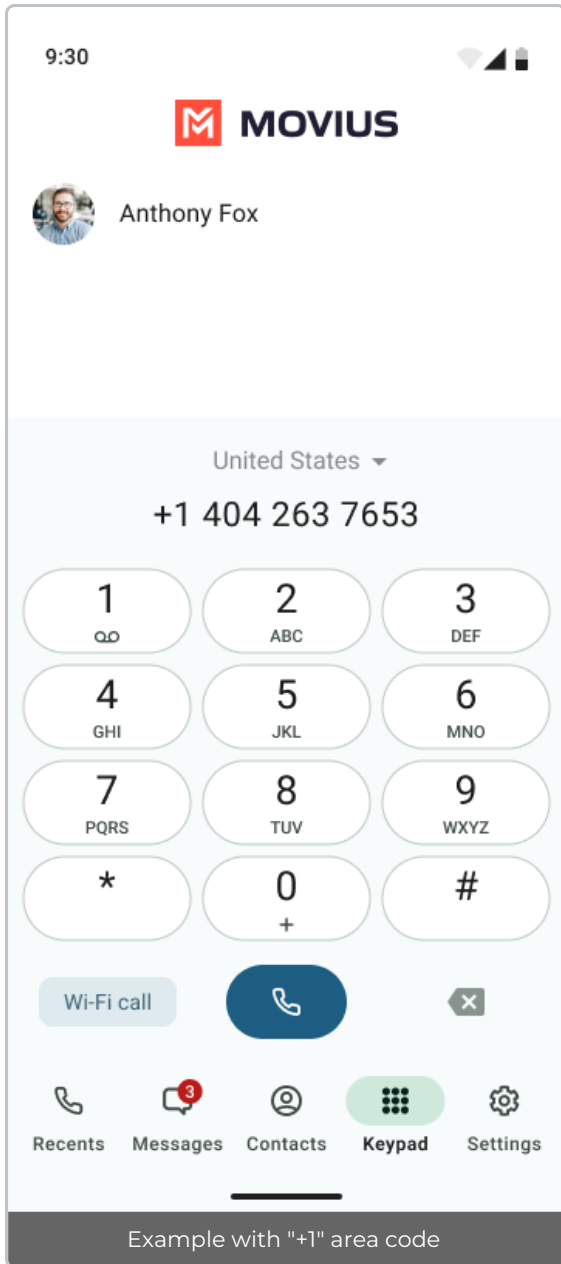 9:30
MOVIUS
Anthony Fox
United States
+1 404 263 7653
1 2 3
ABC DEF
4 5 6
GHI JKL MNO
7 8 9
PQRS TUV WXYZ
* 0 #
+
Wi-Fi call
3
Recents Messages Contacts Keypad Settings
Example with "+1" area code